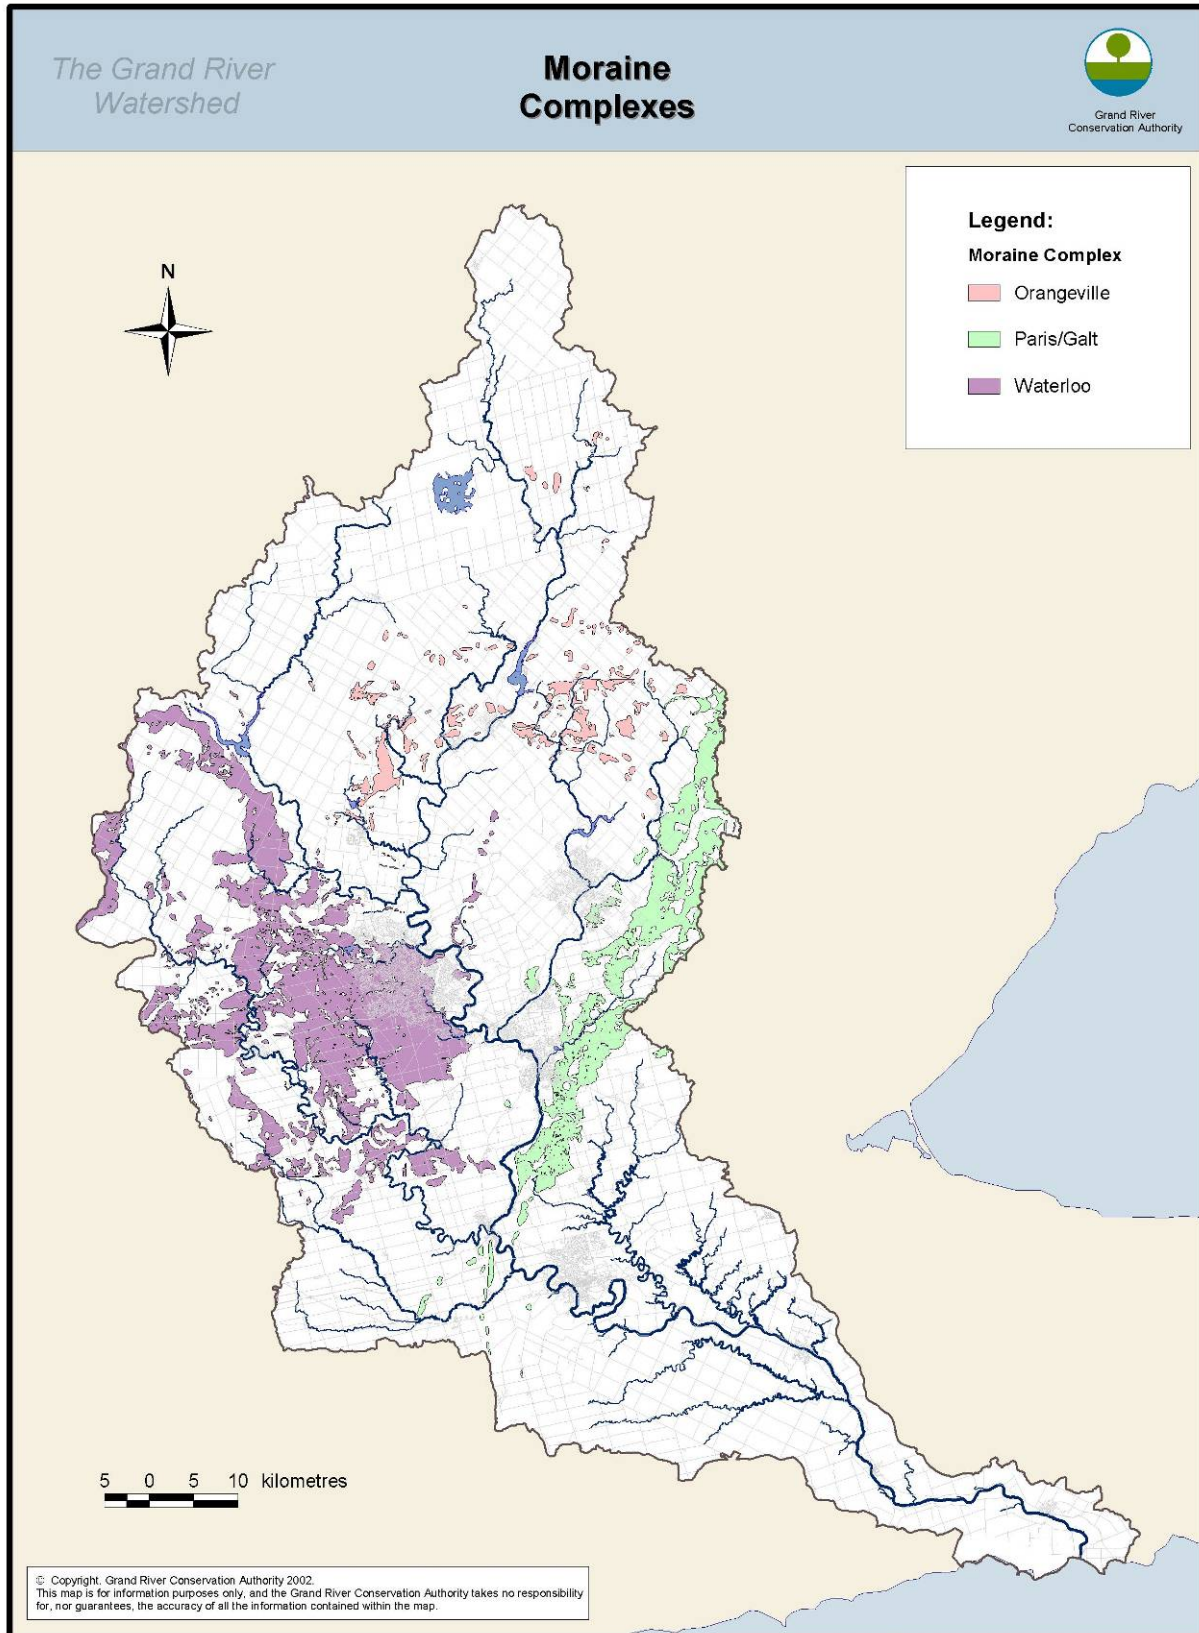 The Grand River
Watershed
Moraine
Complexes
Grand River
Conservation Authority
Legend:
Moraine Complex
Orangeville
Paris/Galt
Waterloo
N
5 0 5 10 kilometres
© Copyright. Grand River Conservation Authority 2002.
This map is for information purposes only, and the Grand River Conservation Authority takes no responsibility
for, nor guarantees, the accuracy of all the information contained within the map.